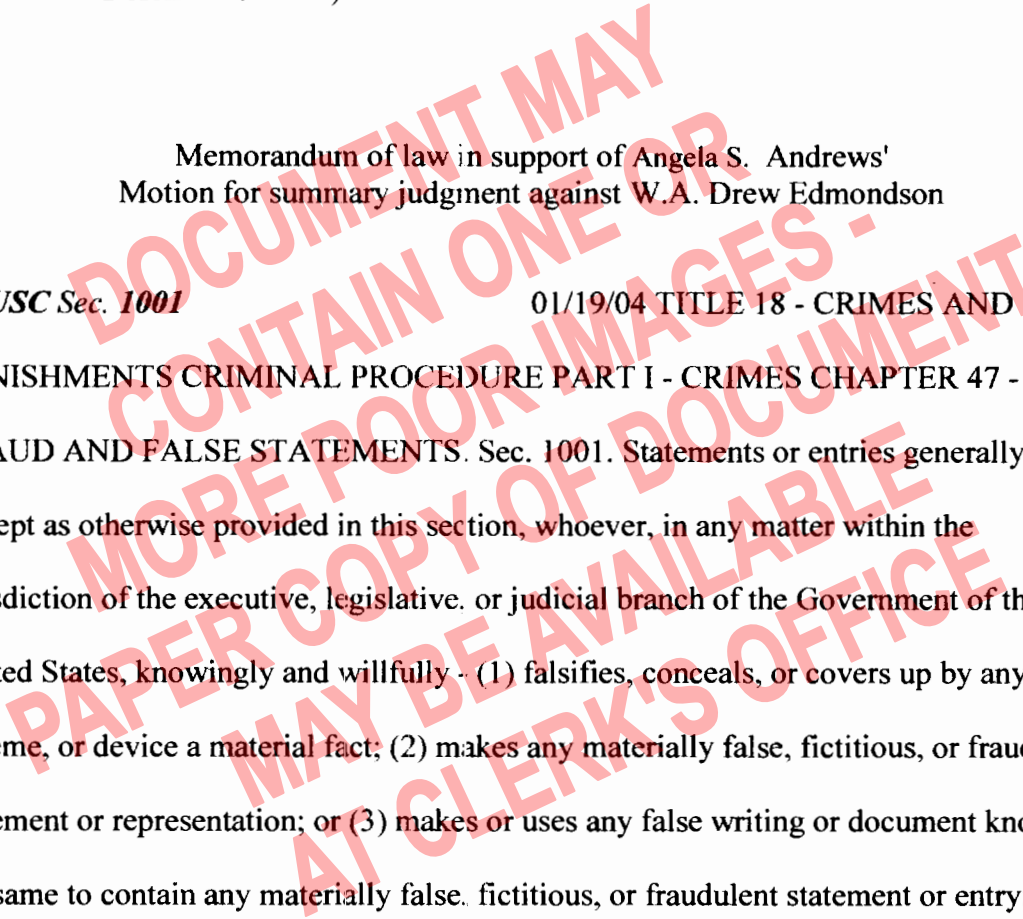 Memorandum of law in support of Angela S. Andrews'
Motion for summary judgment against W.A. Drew Edmondson
USC Sec. 1001 01/19/04 TITLE 18 - CRIMES AND
NISHMENTS CRIMINAL PROCEDURE PART I - CRIMES CHAPTER 47 -
AUD AND FALSE STATEMENTS. Sec. 1001. Statements or entries generally
ept as otherwise provided in this section, whoever, in any matter within the
sdiction of the executive, legislative. or judicial branch of the Government of th
ted States, knowingly and willfully - (1) falsifies, conceals, or covers up by any
eme, or device a material fact; (2) makes any materially false, fictitious, or frau
ement or representation; or (3) makes or uses any false writing or document kno
same to contain any materially false. fictitious, or fraudulent statement or entry
DOCUMENT MAY
CONTAIN ONE OR
MORE POOR IMAGES -
PAPER COPY OF DOCUMENT
MAY BE AVAILABLE
AT CLERK'S OFFICE